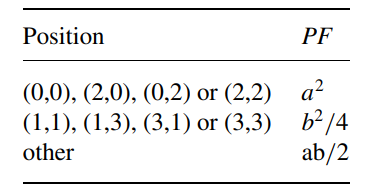 Position PF
(0,0), (2,0), (0,2) or (2,2) a²
(1,1), (1,3), (3,1) or (3,3) b²/4
other ab/2